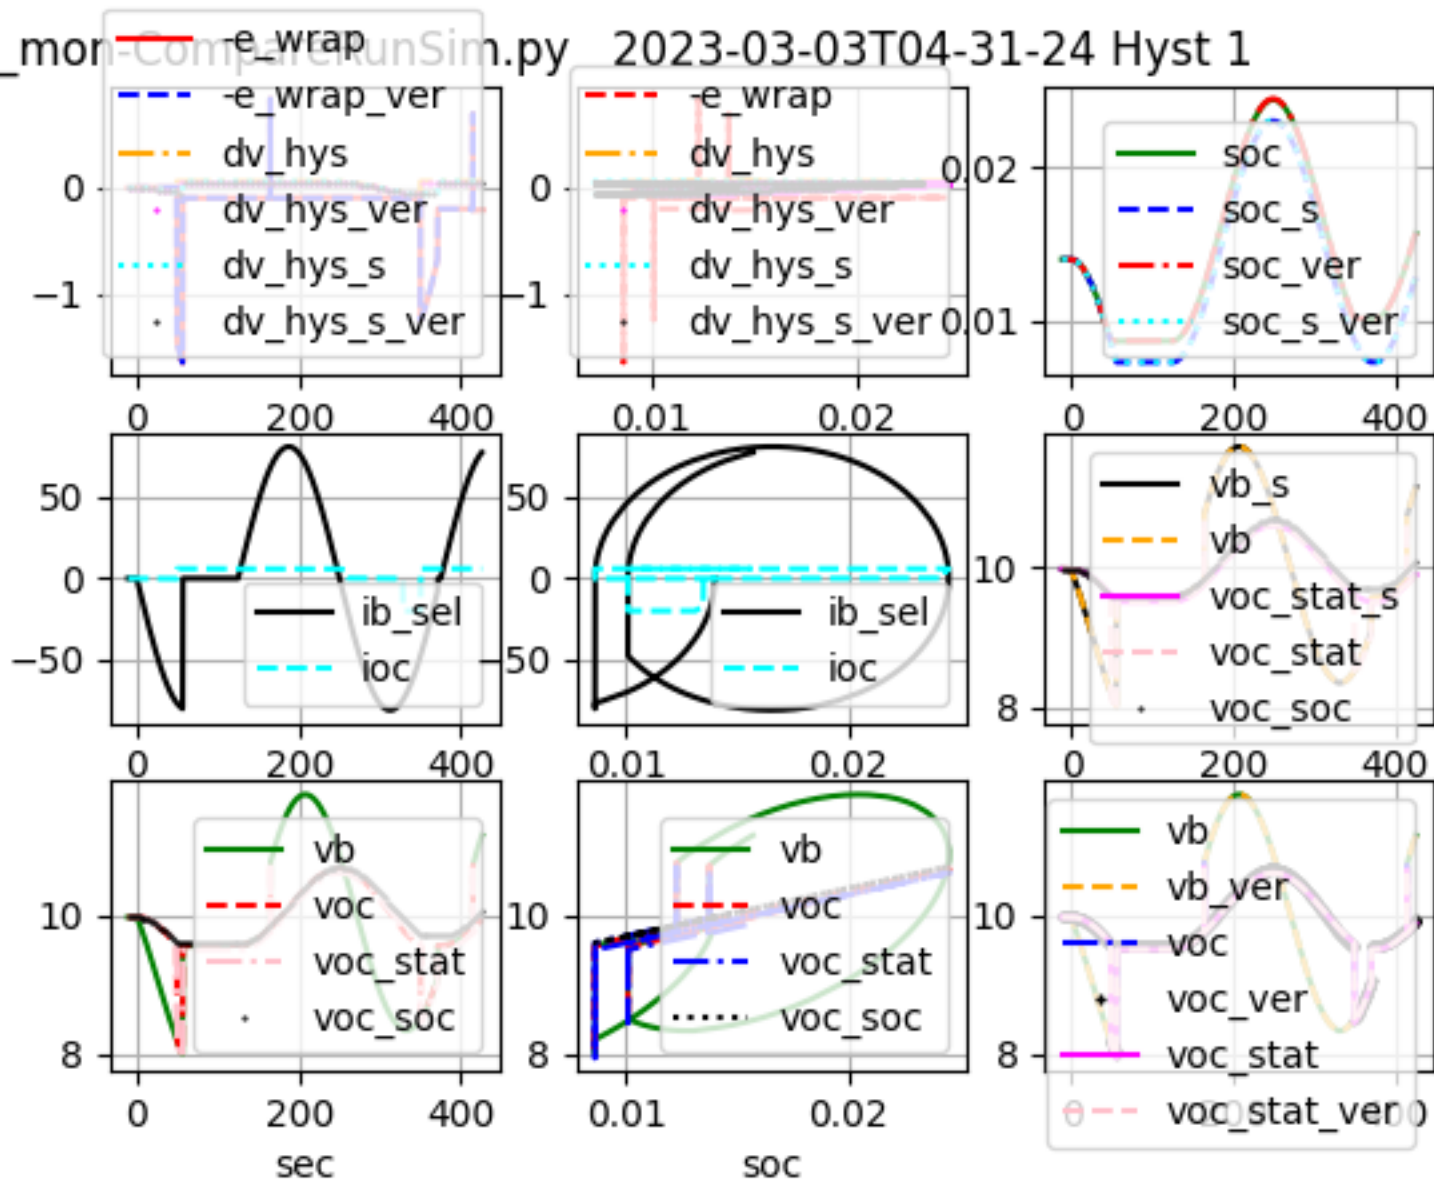 _mon-CompareRunSim.py 2023-03-03T04-31-24 Hyst 1
-e_wrap
-e_wrap_ver
dv_hys
dv_hys_ver
dv_hys_s
dv_hys_s_ver
0
−1
0 200 400
-e_wrap
dv_hys
dv_hys_ver
dv_hys_s
dv_hys_s_ver
0
−1
0.01 0.02
soc
soc_s
soc_ver
soc_s_ver
0.02
0.01
0 200 400
50
0
−50
ib_sel
ioc
0 200 400
50
0
−50
ib_sel
ioc
0.01 0.02
10
8
vb_s
vb
voc_stat_s
voc_stat
voc_soc
0 200 400
10
8
vb
voc
voc_stat
voc_soc
0 200 400
sec
10
8
vb
voc
voc_stat
voc_soc
0.01 0.02
soc
10
8
vb
vb_ver
voc
voc_ver
voc_stat
voc_stat_ver
0 200 400